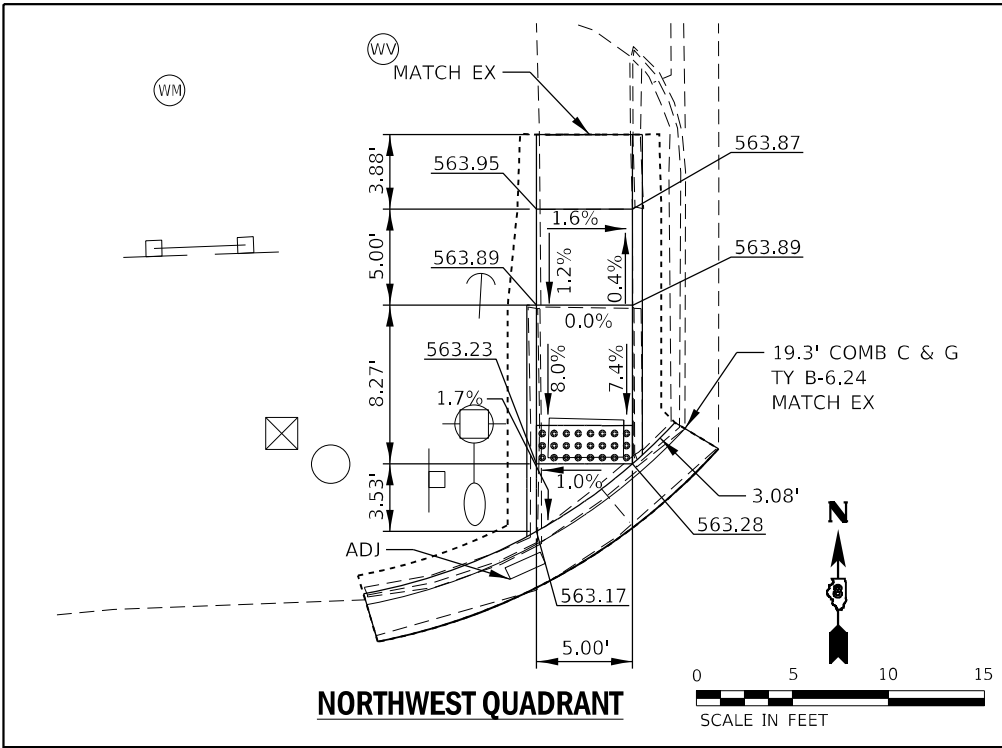 WV
MATCH EX
WM
563.87
3.88'
563.95
1.6%
563.89
5.00'
563.89
1.2%
0.4%
0.0%
563.23
8.0%
7.4%
19.3' COMB C & G
TY B-6.24
MATCH EX
8.27'
1.7%
1.0%
3.53'
3.08'
563.28
N
ADJ
563.17
5.00'
0 5 10 15
SCALE IN FEET
NORTHWEST QUADRANT